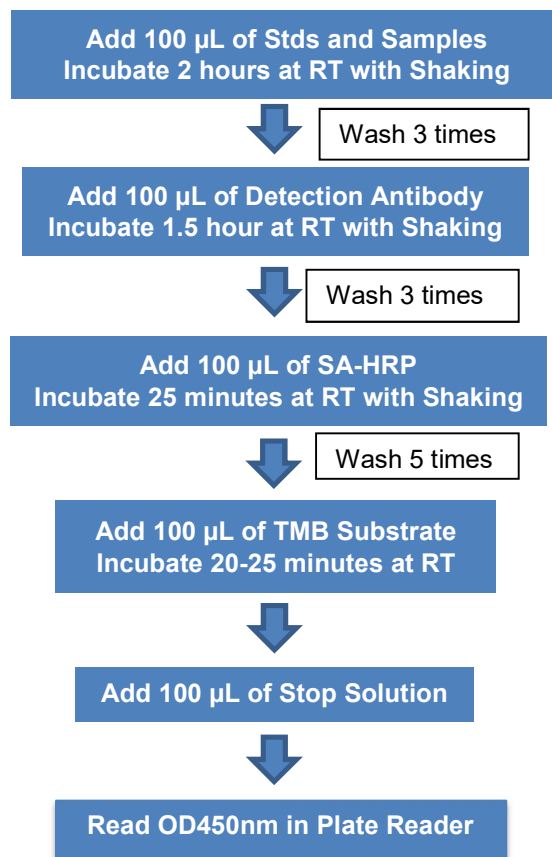 Add 100 µL of Stds and Samples
Incubate 2 hours at RT with Shaking
Wash 3 times
Add 100 µL of Detection Antibody
Incubate 1.5 hour at RT with Shaking
Wash 3 times
Add 100 µL of SA-HRP
Incubate 25 minutes at RT with Shaking
Wash 5 times
Add 100 µL of TMB Substrate
Incubate 20-25 minutes at RT
Add 100 µL of Stop Solution
Read OD450nm in Plate Reader